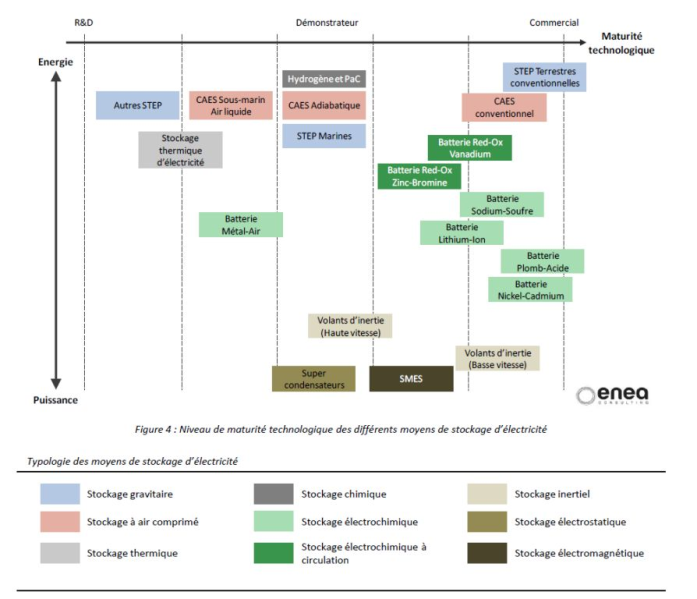 R&D
Démonstrateur
Commercial
Maturité
technologique
Energie
Hydrogène et PaC
STEP Terrestres
conventionnelles
Autres STEP
CAES Sous-marin
Air liquide
CAES Adiabatique
CAES
conventionnel
Stockage
thermique
d'électricité
STEP Marines
Batterie Red-Ox
Vanadium
Batterie Red-Ox
Zinc-Bromine
Batterie
Sodium-Soufre
Batterie
Métal-Air
Batterie
Lithium-Ion
Batterie
Plomb-Acide
Batterie
Nickel-Cadmium
Volants d'inertie
(Haute vitesse)
Volants d'inertie
(Basse vitesse)
Super
condensateurs
SMES
Puissance
enea
CONSULTING
Figure 4 : Niveau de maturité technologique des différents moyens de stockage d'électricité
Typologie des moyens de stockage d'électricité
Stockage gravitaire
Stockage chimique
Stockage inertiel
Stockage à air comprimé
Stockage électrochimique
Stockage électrostatique
Stockage thermique
Stockage électrochimique à
circulation
Stockage électromagnétique